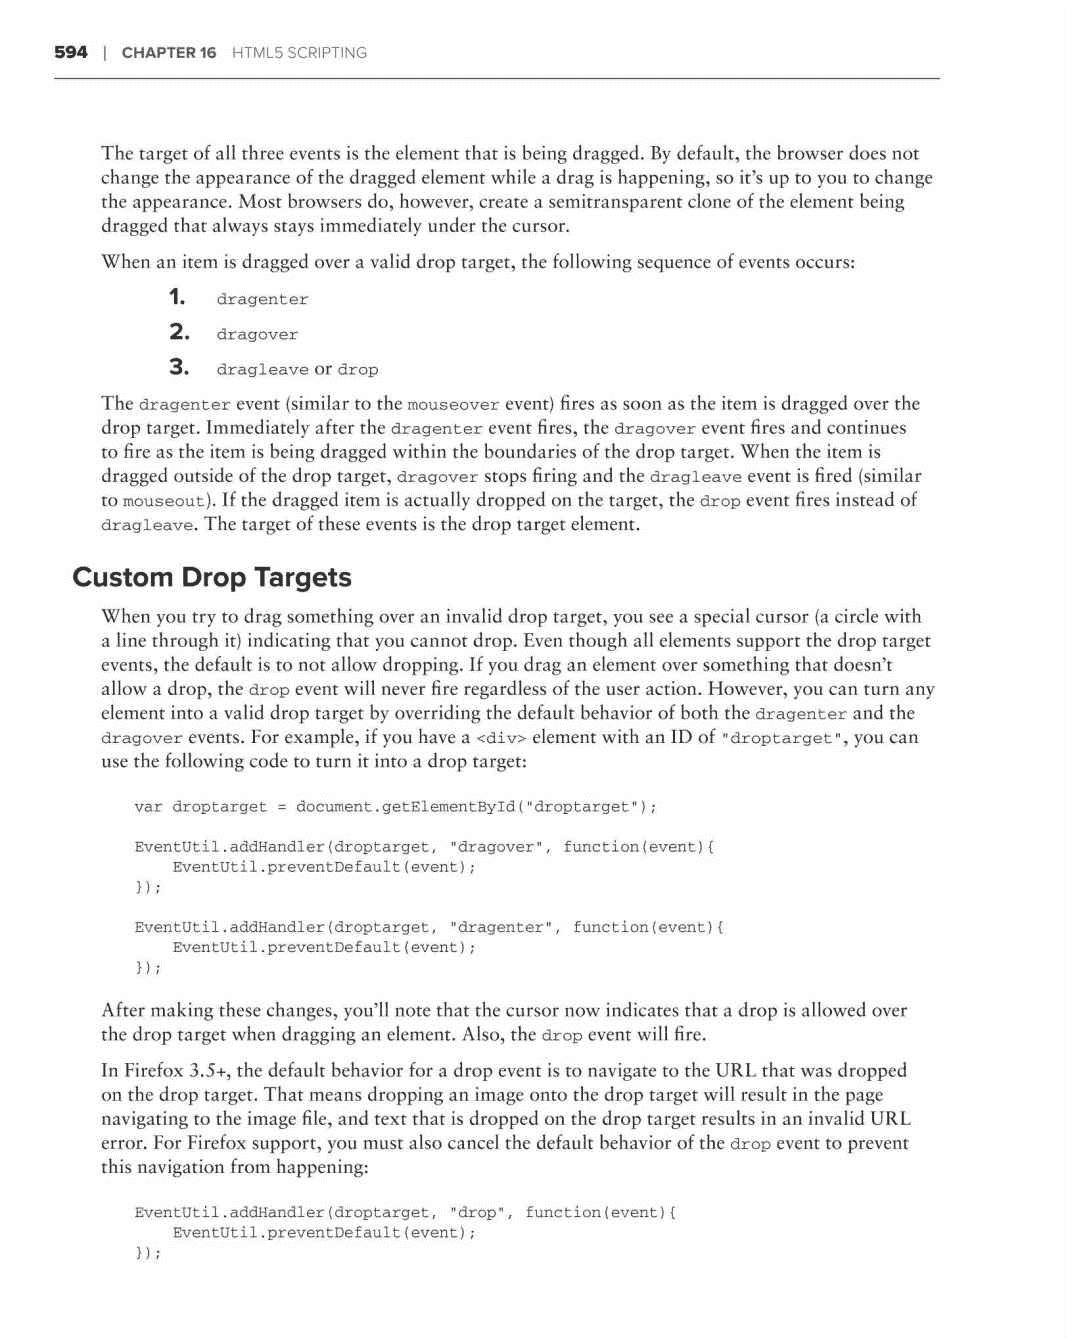 594 | CHAPTER 16 HTML5 SCRIPTING
The target of all three events is the element that is being dragged. By default, the browser does not
change the appearance of the dragged element while a drag is happening, so it’s up to you to change
the appearance. Most browsers do, however, create a semitransparent clone of the element being
dragged that always stays immediately under the cursor.
When an item is dragged over a valid drop target, the following sequence of events occurs:
1. dragenter
2. dragover
3. dragleave or drop
The dragenter event (similar to the mouseover event) fires as soon as the item is dragged over the
drop target. Immediately after the dragenter event fires, the dragover event fires and continues
to fire as the item is being dragged within the boundaries of the drop target. When the item is
dragged outside of the drop target, dragover stops firing and the dragleave event is fired (similar
to mouseout). If the dragged item is actually dropped on the target, the drop event fires instead of
dragleave. The target of these events is the drop target element.
Custom Drop Targets
When you try to drag something over an invalid drop target, you see a special cursor (a circle with
a line through it) indicating that you cannot drop. Even though all elements support the drop target
events, the default is to not allow dropping. If you drag an element over something that doesn’t
allow a drop, the drop event will never fire regardless of the user action. However, you can turn any
element into a valid drop target by overriding the default behavior of both the dragenter and the
dragover events. For example, if you have a <div> element with an ID of "droptarget", you can
use the following code to turn it into a drop target:
var droptarget = document.getElementById("droptarget");
EventUtil.addHandler(droptarget, "dragover", function(event){
    EventUtil.preventDefault(event);
});
EventUtil.addHandler(droptarget, "dragenter", function(event){
    EventUtil.preventDefault(event);
});
After making these changes, you’ll note that the cursor now indicates that a drop is allowed over
the drop target when dragging an element. Also, the drop event will fire.
In Firefox 3.5+, the default behavior for a drop event is to navigate to the URL that was dropped
on the drop target. That means dropping an image onto the drop target will result in the page
navigating to the image file, and text that is dropped on the drop target results in an invalid URL
error. For Firefox support, you must also cancel the default behavior of the drop event to prevent
this navigation from happening:
EventUtil.addHandler(droptarget, "drop", function(event){
    EventUtil.preventDefault(event);
});